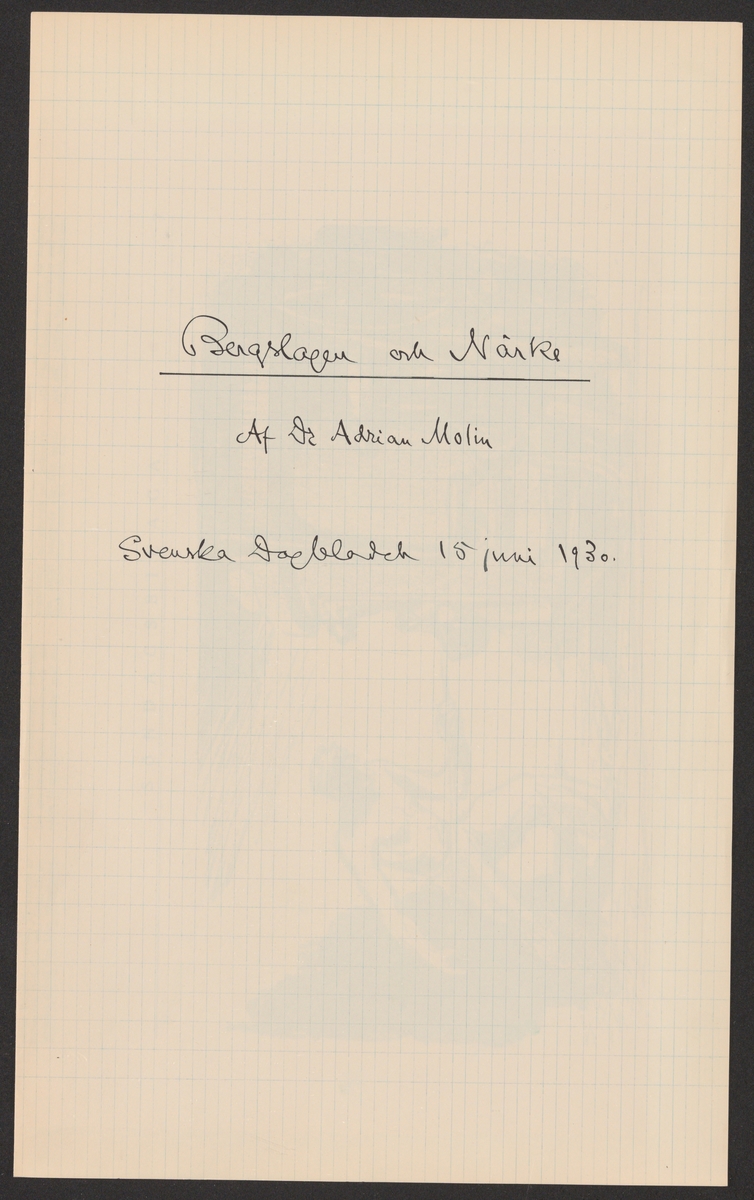 Bergslagen och Närke
Af Dr Adrian Molin
Svenska Dagbladet 15 juni 1930.